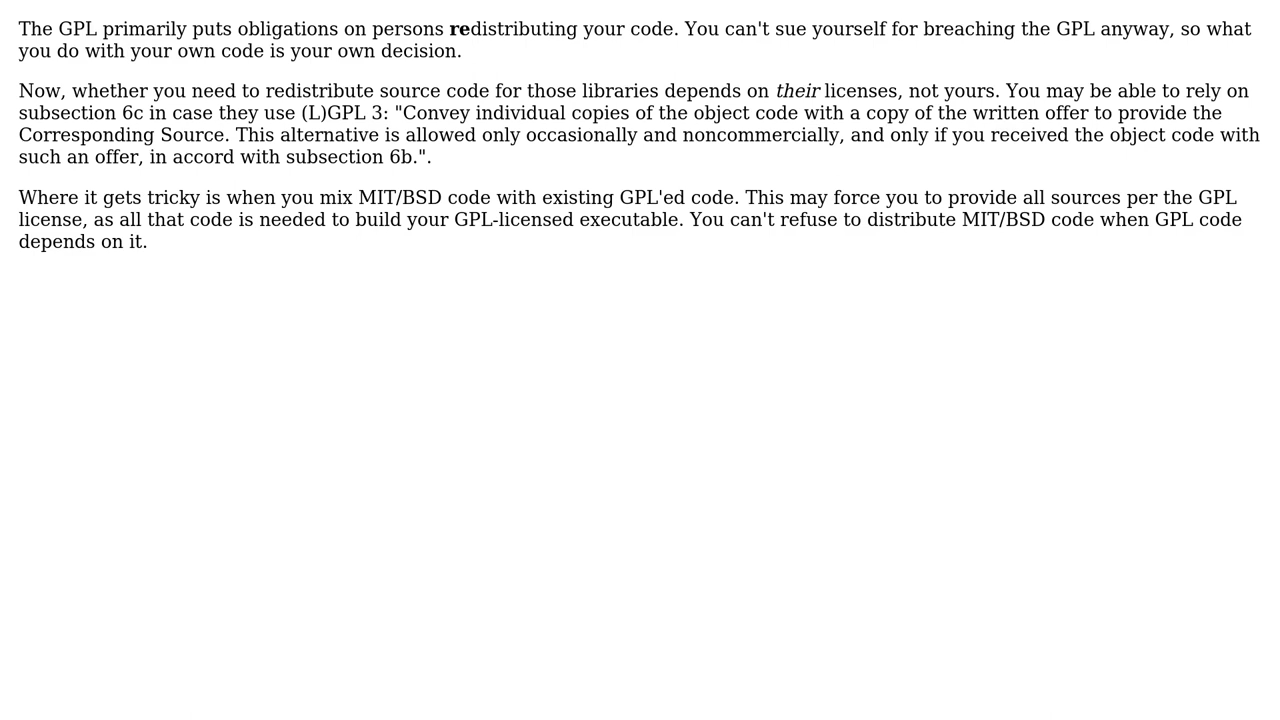 The GPL primarily puts obligations on persons redistributing your code. You can't sue yourself for breaching the GPL anyway, so what
you do with your own code is your own decision.
Now, whether you need to redistribute source code for those libraries depends on their licenses, not yours. You may be able to rely on
subsection 6c in case they use (L)GPL 3: "Convey individual copies of the object code with a copy of the written offer to provide the
Corresponding Source. This alternative is allowed only occasionally and noncommercially, and only if you received the object code with
such an offer, in accord with subsection 6b.".
Where it gets tricky is when you mix MIT/BSD code with existing GPL'ed code. This may force you to provide all sources per the GPL
license, as all that code is needed to build your GPL-licensed executable. You can't refuse to distribute MIT/BSD code when GPL code
depends on it.